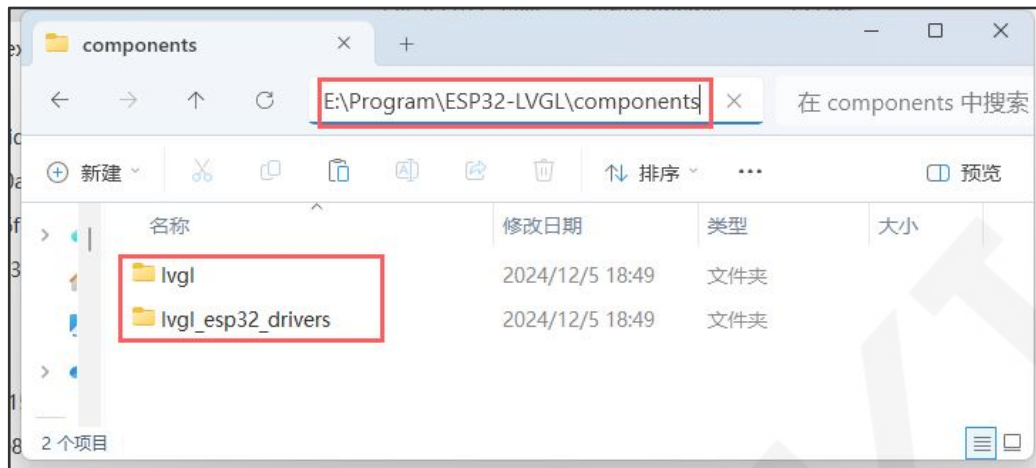 components
E:\Program\ESP32-LVGL\components
在 components 中搜索
新建
排序
预览
名称 修改日期 类型 大小
lvgl 2024/12/5 18:49 文件夹
lvgl_esp32_drivers 2024/12/5 18:49 文件夹
2 个项目